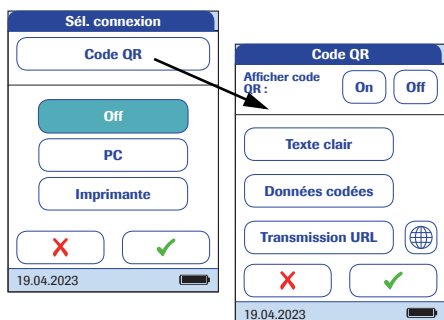 Sél. connexion
Code QR
Off
PC
Imprimante
19.04.2023
Code QR
Afficher code
QR :
On
Off
Texte clair
Données codées
Transmission URL
19.04.2023